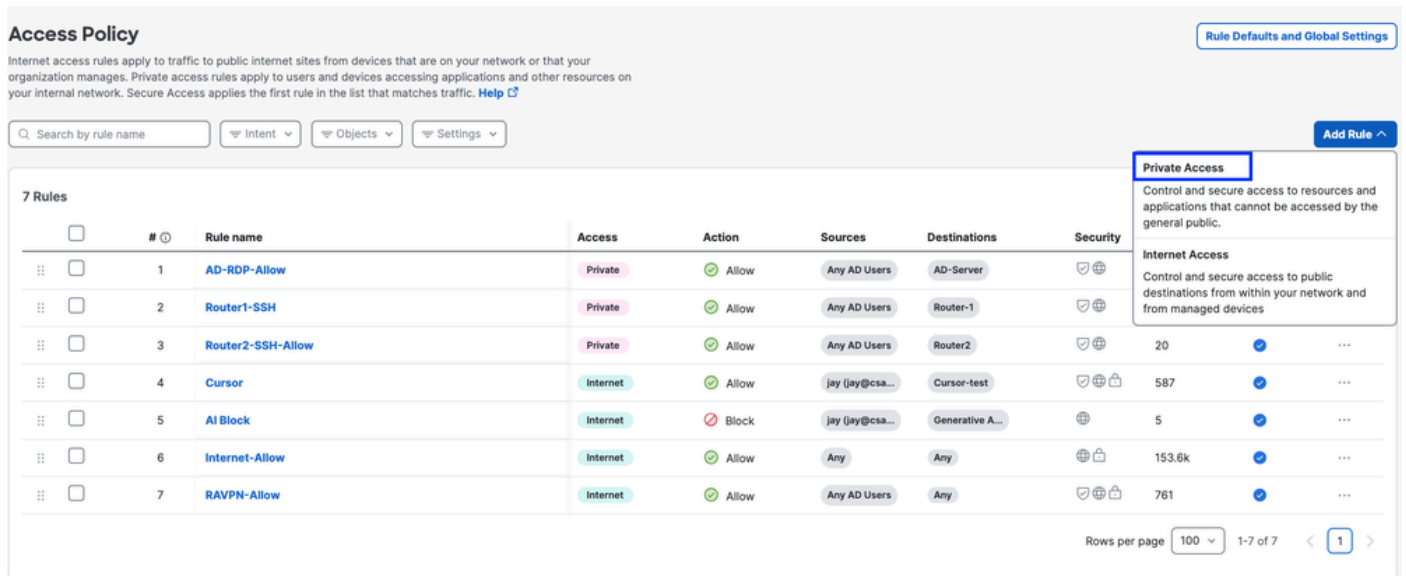 Access Policy
Rule Defaults and Global Settings
Internet access rules apply to traffic to public internet sites from devices that are on your network or that your
organization manages. Private access rules apply to users and devices accessing applications and other resources on
your internal network. Secure Access applies the first rule in the list that matches traffic. Help
Search by rule name Intent Objects Settings Add Rule
Private Access
Control and secure access to resources and
applications that cannot be accessed by the
general public.
Internet Access
Control and secure access to public
destinations from within your network and
from managed devices
7 Rules
# Rule name Access Action Sources Destinations Security
1 AD-RDP-Allow Private Allow Any AD Users AD-Server
2 Router1-SSH Private Allow Any AD Users Router-1
3 Router2-SSH-Allow Private Allow Any AD Users Router2 20 ...
4 Cursor Internet Allow jay (jay@csa... Cursor-test 587 ...
5 AI Block Internet Block jay (jay@csa... Generative A... 5 ...
6 Internet-Allow Internet Allow Any Any 153.6k ...
7 RAVPN-Allow Internet Allow Any AD Users Any 761 ...
Rows per page 100 1-7 of 7 < 1 >